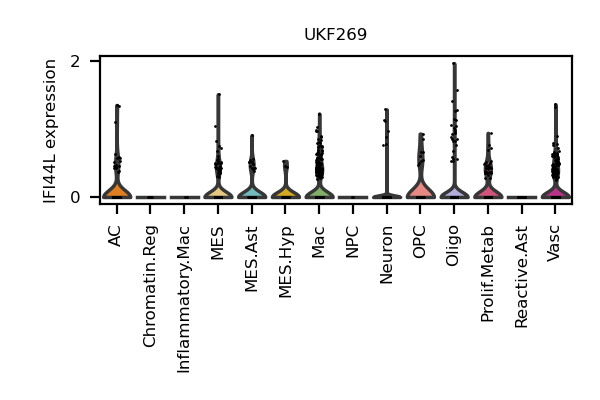 UKF269
IFI44L expression
2
0
AC
Chromatin.Reg
Inflammatory.Mac
MES
MES.Ast
MES.Hyp
Mac
NPC
Neuron
OPC
Oligo
Prolif.Metab
Reactive.Ast
Vasc